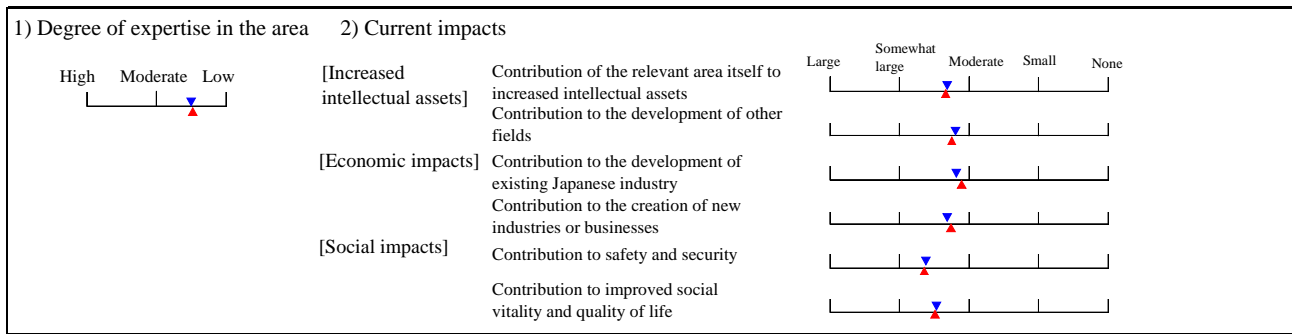 1) Degree of expertise in the area
2) Current impacts
High
Moderate
Low
[Increased
intellectual assets]
Contribution of the relevant area itself to
increased intellectual assets
Large
Somewhat
large
Moderate
Small
None
Contribution to the development of other
fields
[Economic impacts]
Contribution to the development of
existing Japanese industry
Contribution to the creation of new
industries or businesses
[Social impacts]
Contribution to safety and security
Contribution to improved social
vitality and quality of life